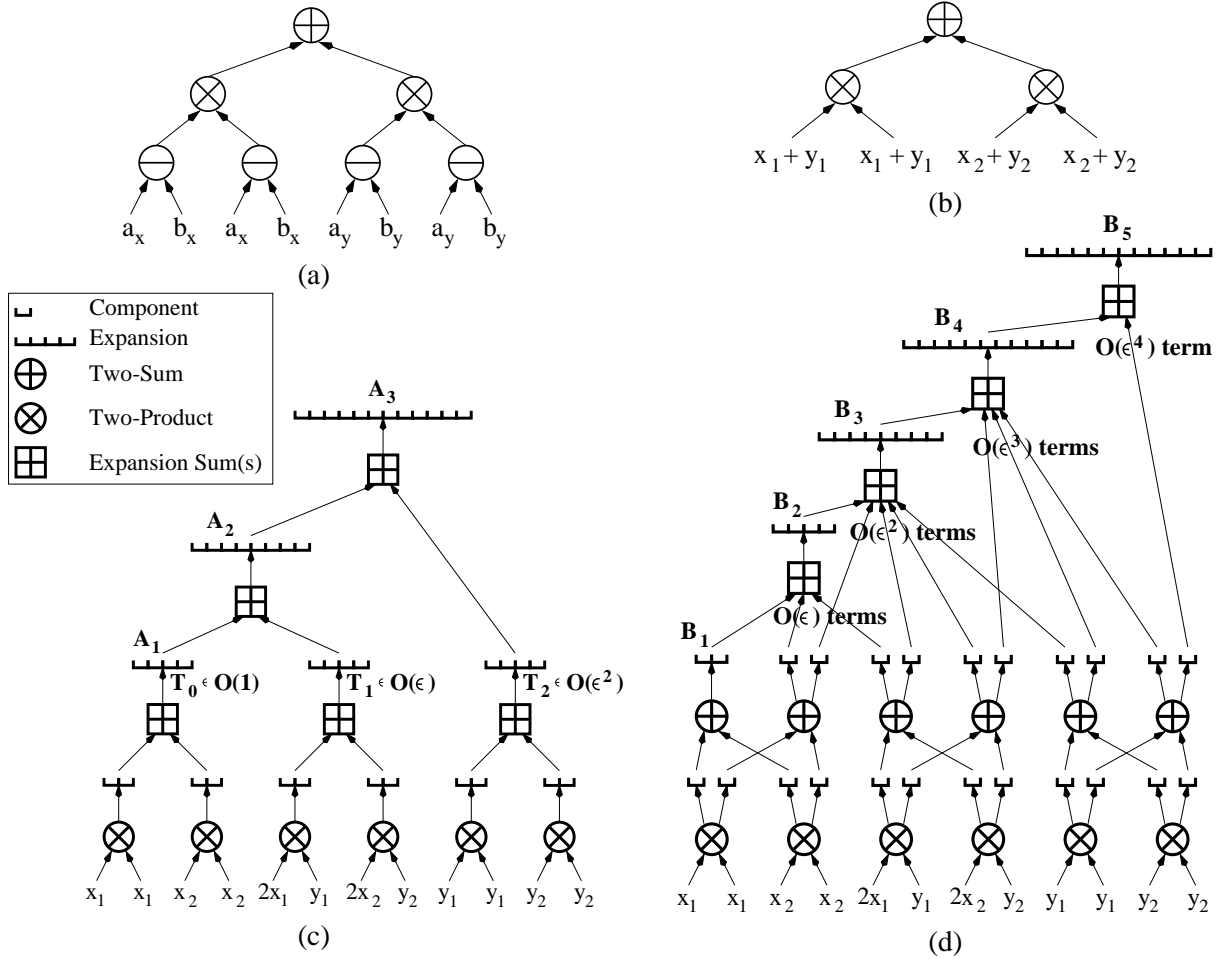 a_x b_x a_x b_x a_y b_y a_y b_y
(a)
x_1 + y_1 x_1 + y_1 x_2 + y_2 x_2 + y_2
(b)
Component
Expansion
Two-Sum
Two-Product
Expansion Sum(s)
A_3
A_2
A_1
T_0 ∈ O(1) T_1 ∈ O(ϵ) T_2 ∈ O(ϵ^2)
x_1 x_1 x_2 x_2 2x_1 y_1 2x_2 y_2 y_1 y_1 y_2 y_2
(c)
B_5
B_4
O(ϵ^4) term
B_3
O(ϵ^3) terms
B_2
O(ϵ^2) terms
O(ϵ) terms
B_1
x_1 x_1 x_2 x_2 2x_1 y_1 2x_2 y_2 y_1 y_1 y_2 y_2
(d)